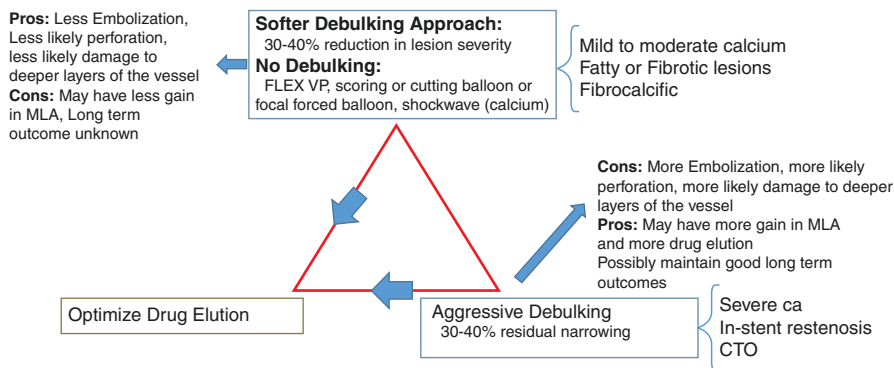 Pros: Less Embolization,
Less likely perforation,
less likely damage to
deeper layers of the vessel
Cons: May have less gain
in MLA, Long term
outcome unknown
Softer Debulking Approach:
30-40% reduction in lesion severity
No Debulking:
FLEX VP, scoring or cutting balloon or
focal forced balloon, shockwave (calcium)
Mild to moderate calcium
Fatty or Fibrotic lesions
Fibrocalcific
Cons: More Embolization, more likely
perforation, more likely damage to deeper
layers of the vessel
Pros: May have more gain in MLA
and more drug elution
Possibly maintain good long term
outcomes
Optimize Drug Elution
Aggressive Debulking
30-40% residual narrowing
Severe ca
In-stent restenosis
CTO